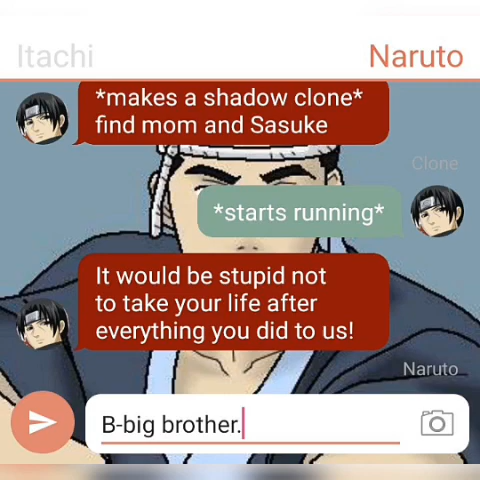 Itachi
Naruto
*makes a shadow clone*
find mom and Sasuke
Clone
*starts running*
It would be stupid not
to take your life after
everything you did to us!
Naruto
B-big brother.